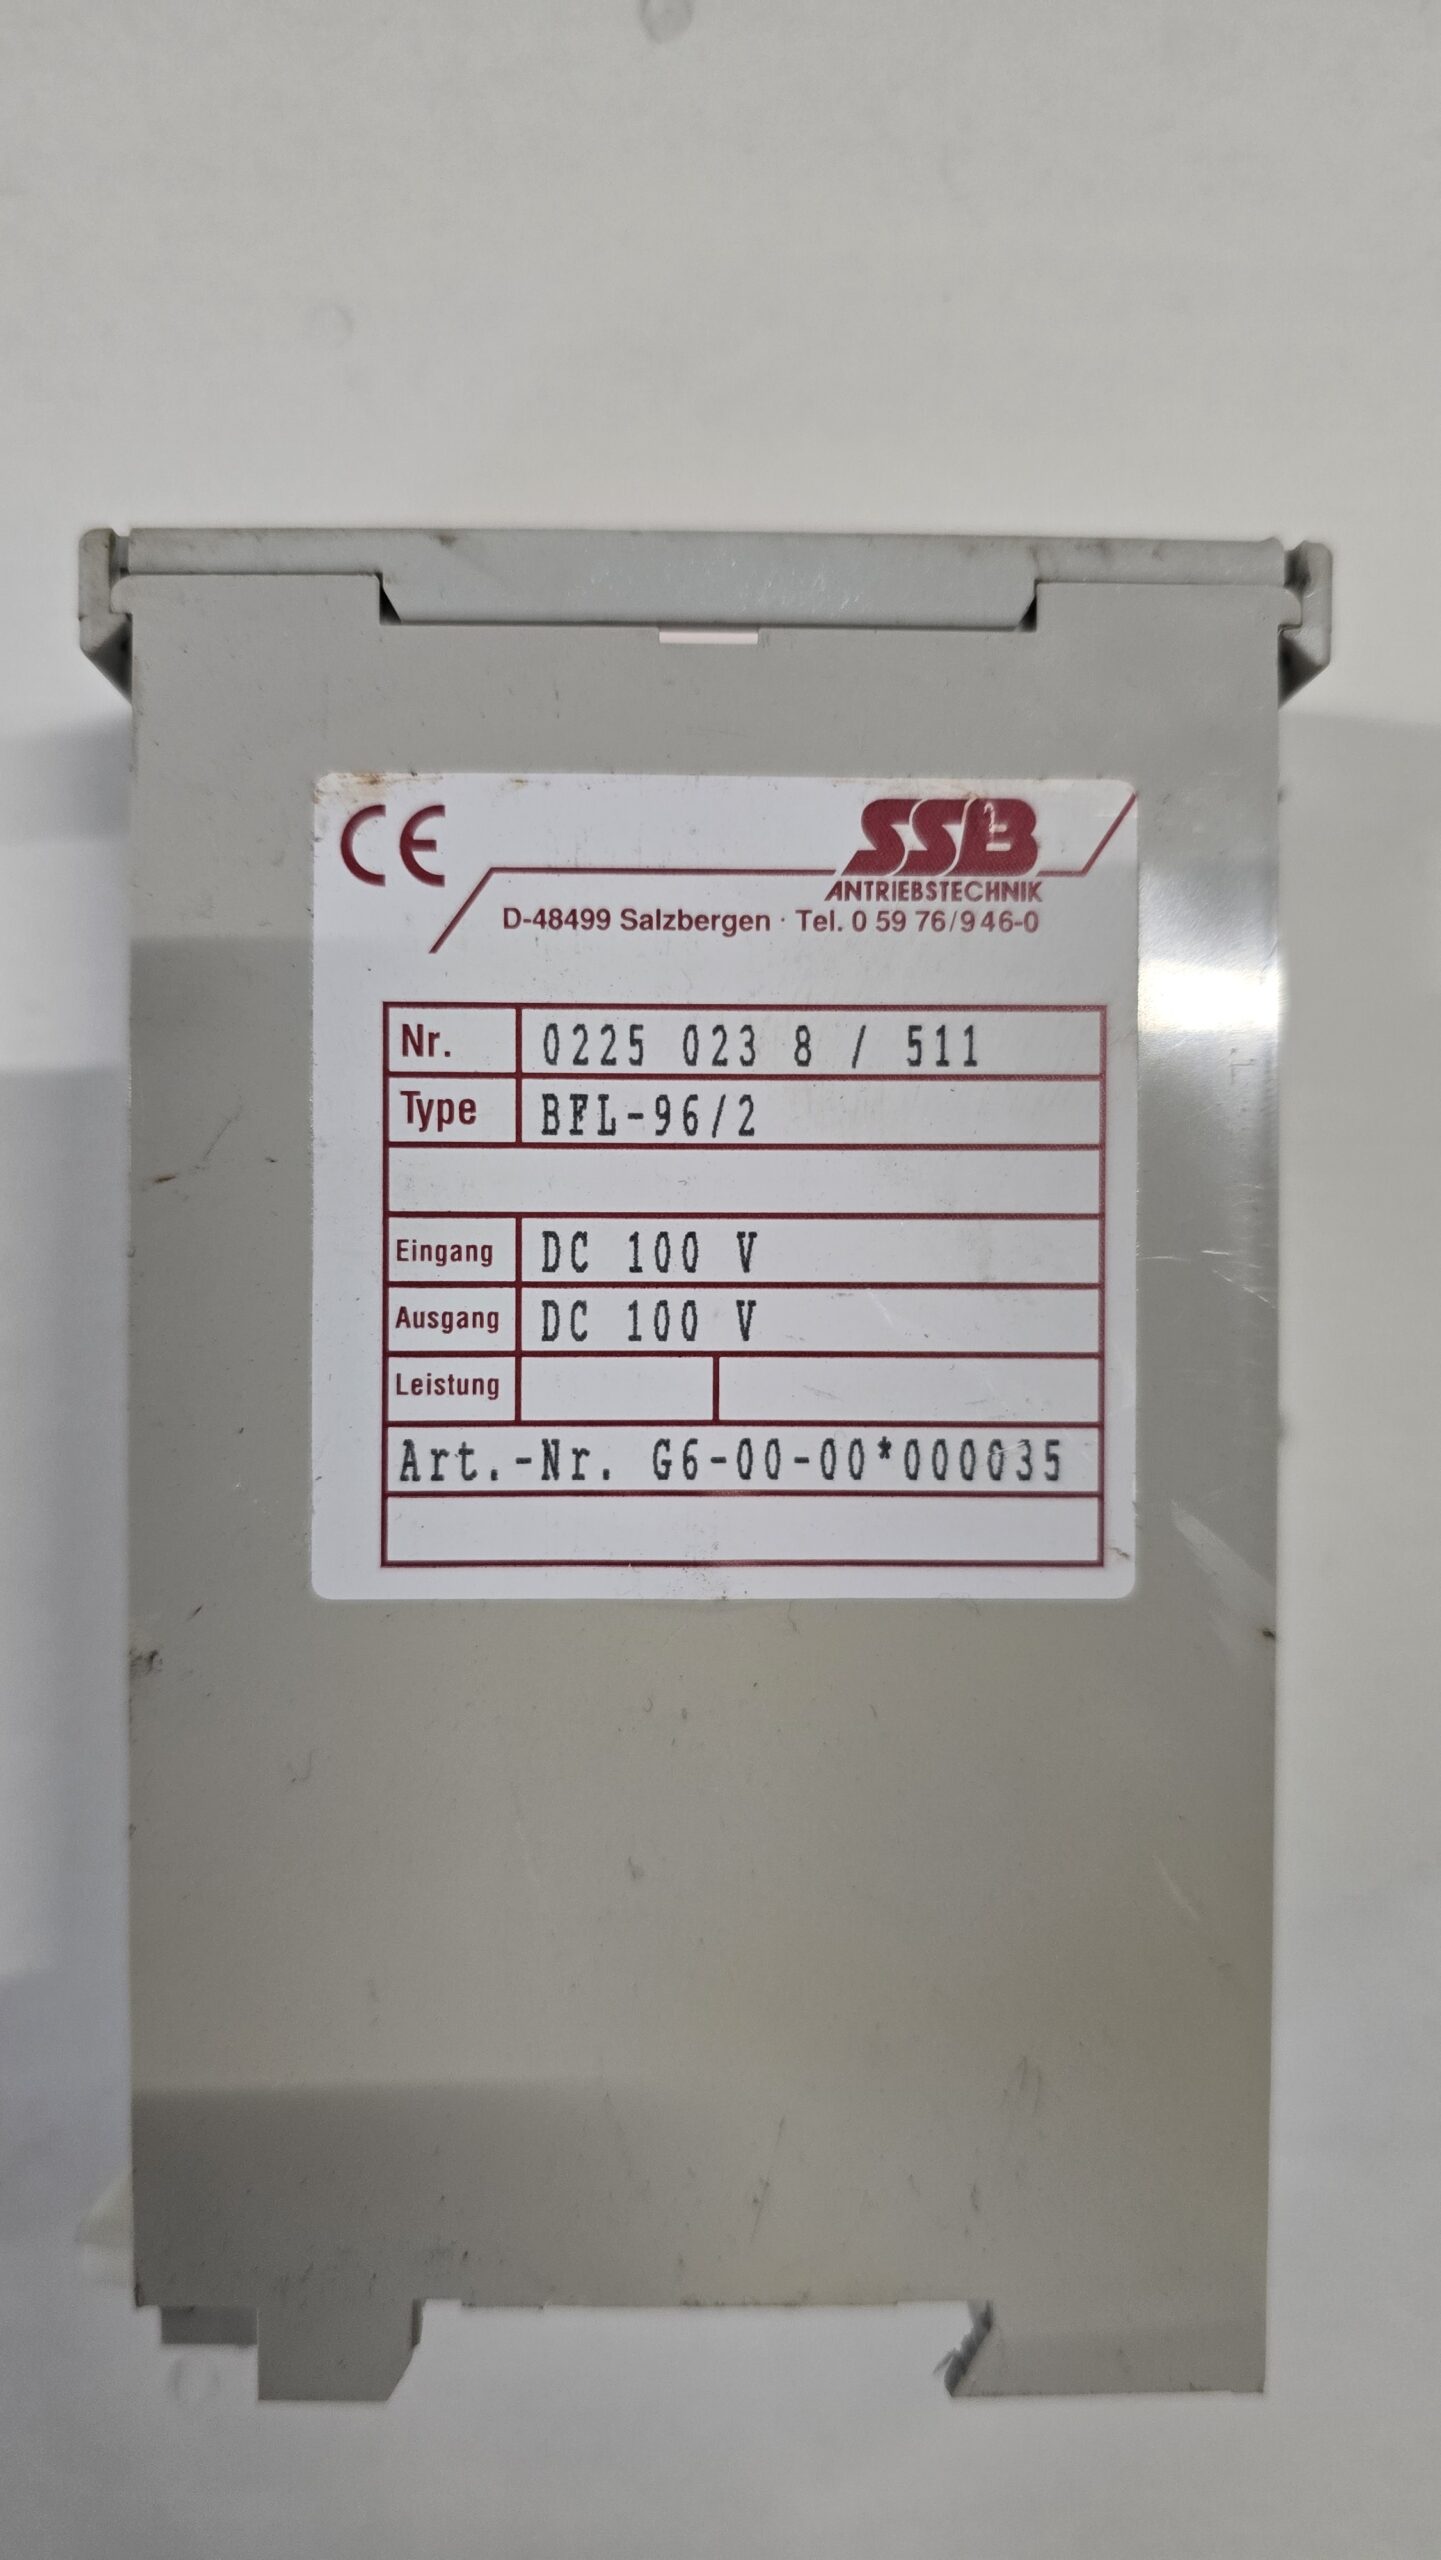 CE
SSB
ANTRIEBSTECHNIK
D-48499 Salzbergen · Tel. 0 59 76/9 46-0
Nr. 0225 023 8 / 511
Type BFL-96/2
Eingang DC 100 V
Ausgang DC 100 V
Leistung
Art.-Nr. G6-00-00*000035